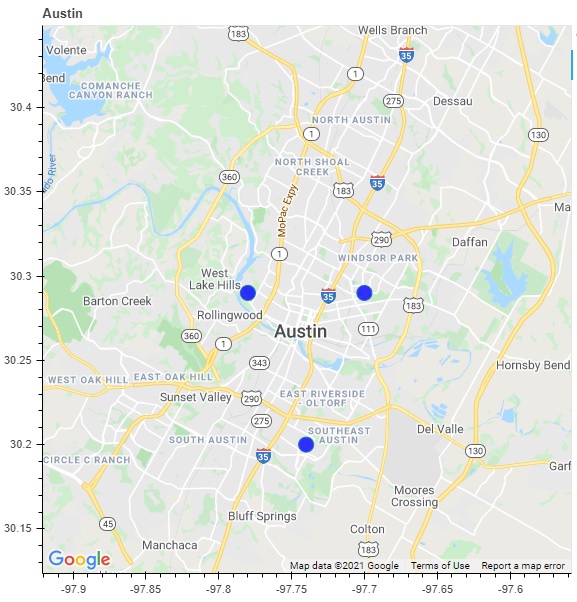 Austin
183
Wells Branch
Volente
Bend
35
1
COMANCHE
CANYON RANCH
275
Dessau
30.4
NORTH AUSTIN
130
1
NORTH SHOAL
CREEK
360
35
183
30.35
MoPac Expy
Ma
290
Daffan
1
WINDSOR PARK
30.3
West
Lake Hills
35
Barton Creek
183
Rollingwood
Austin
111
360
1
30.25
343
Hornsby Bend
WEST OAK HILL
EAST OAK HILL
Sunset Valley
290
EAST RIVERSIDE
- OLTORF
275
SOUTHEAST
AUSTIN
Del Valle
SOUTH AUSTIN
30.2
35
130
CIRCLE C RANCH
Garf
Moores
Crossing
Bluff Springs
45
30.15
Colton
Manchaca
183
Google
Map data ©2021 Google
Terms of Use
Report a map error
-97.9
-97.85
-97.8
-97.75
-97.7
-97.65
-97.6